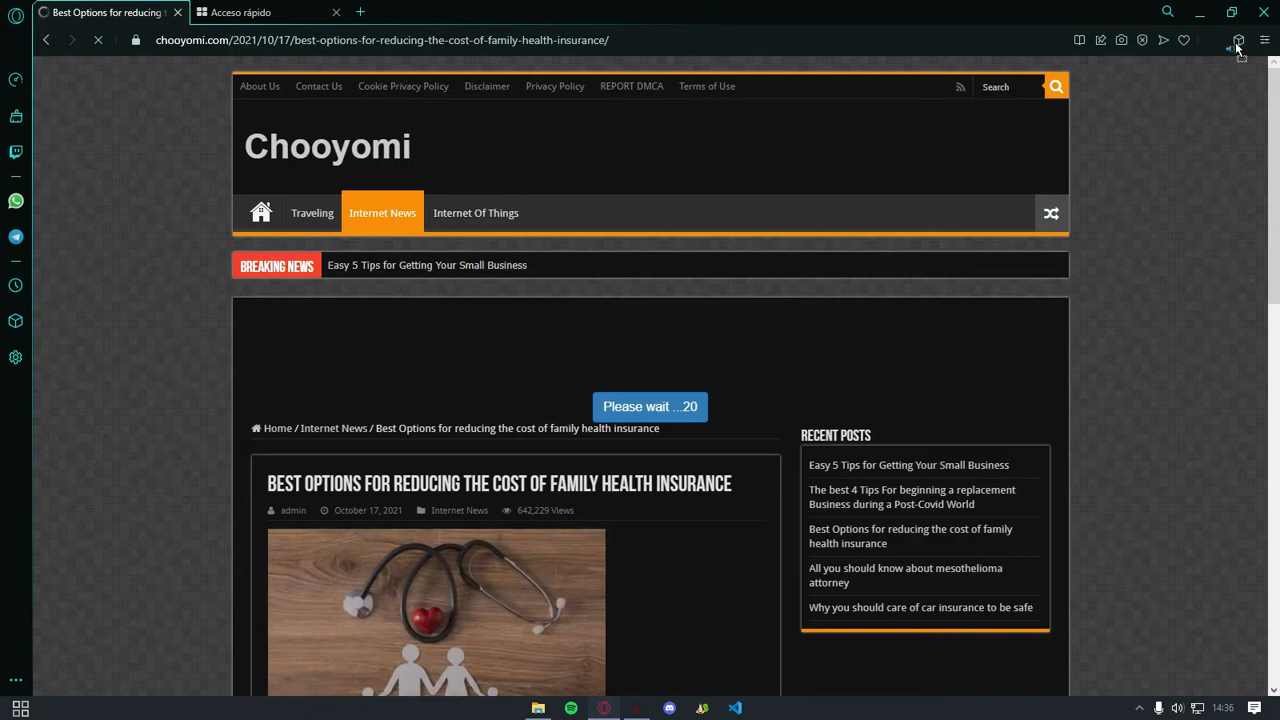 Best Options for reducing t
Acceso rápido
chooyomi.com/2021/10/17/best-options-for-reducing-the-cost-of-family-health-insurance/
About Us Contact Us Cookie Privacy Policy Disclaimer Privacy Policy REPORT DMCA Terms of Use Search
Chooyomi
Traveling Internet News Internet Of Things
BREAKING NEWS Easy 5 Tips for Getting Your Small Business
Please wait ...20
Home / Internet News / Best Options for reducing the cost of family health insurance
BEST OPTIONS FOR REDUCING THE COST OF FAMILY HEALTH INSURANCE
admin October 17, 2021 Internet News 642,229 Views
RECENT POSTS
Easy 5 Tips for Getting Your Small Business
The best 4 Tips For beginning a replacement
Business during a Post-Covid World
Best Options for reducing the cost of family
health insurance
All you should know about mesothelioma
attorney
Why you should care of car insurance to be safe
14:36